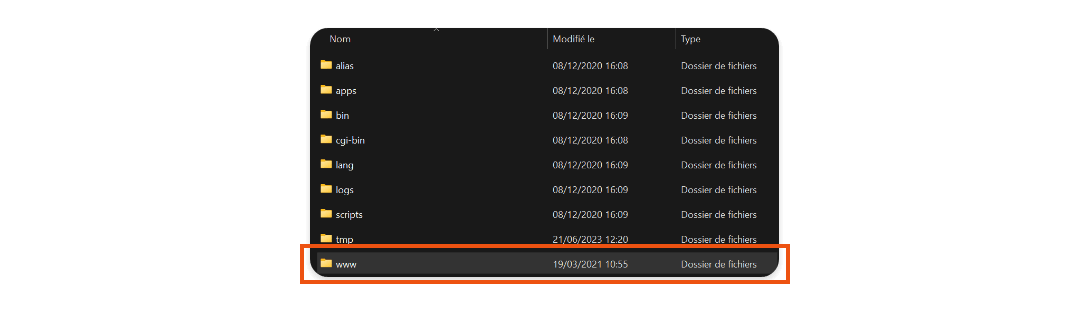 Nom Modifié le Type
alias 08/12/2020 16:08 Dossier de fichiers
apps 08/12/2020 16:08 Dossier de fichiers
bin 08/12/2020 16:09 Dossier de fichiers
cgi-bin 08/12/2020 16:08 Dossier de fichiers
lang 08/12/2020 16:09 Dossier de fichiers
logs 08/12/2020 16:09 Dossier de fichiers
scripts 08/12/2020 16:09 Dossier de fichiers
tmp 21/06/2023 12:20 Dossier de fichiers
www 19/03/2021 10:55 Dossier de fichiers